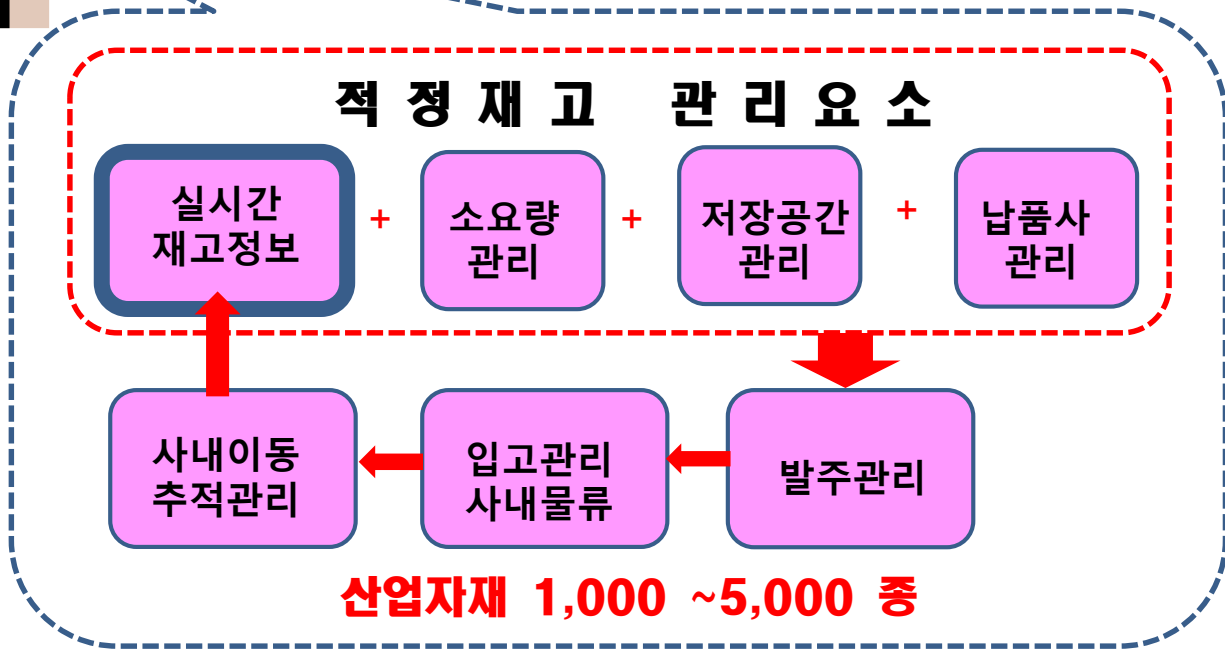 적 정 재 고 관 리 요 소
실시간
재고정보
+
소요량
관리
+
저장공간
관리
+
납품사
관리
사내이동
추적관리
입고관리
사내물류
발주관리
산업자재 1,000 ~5,000 종